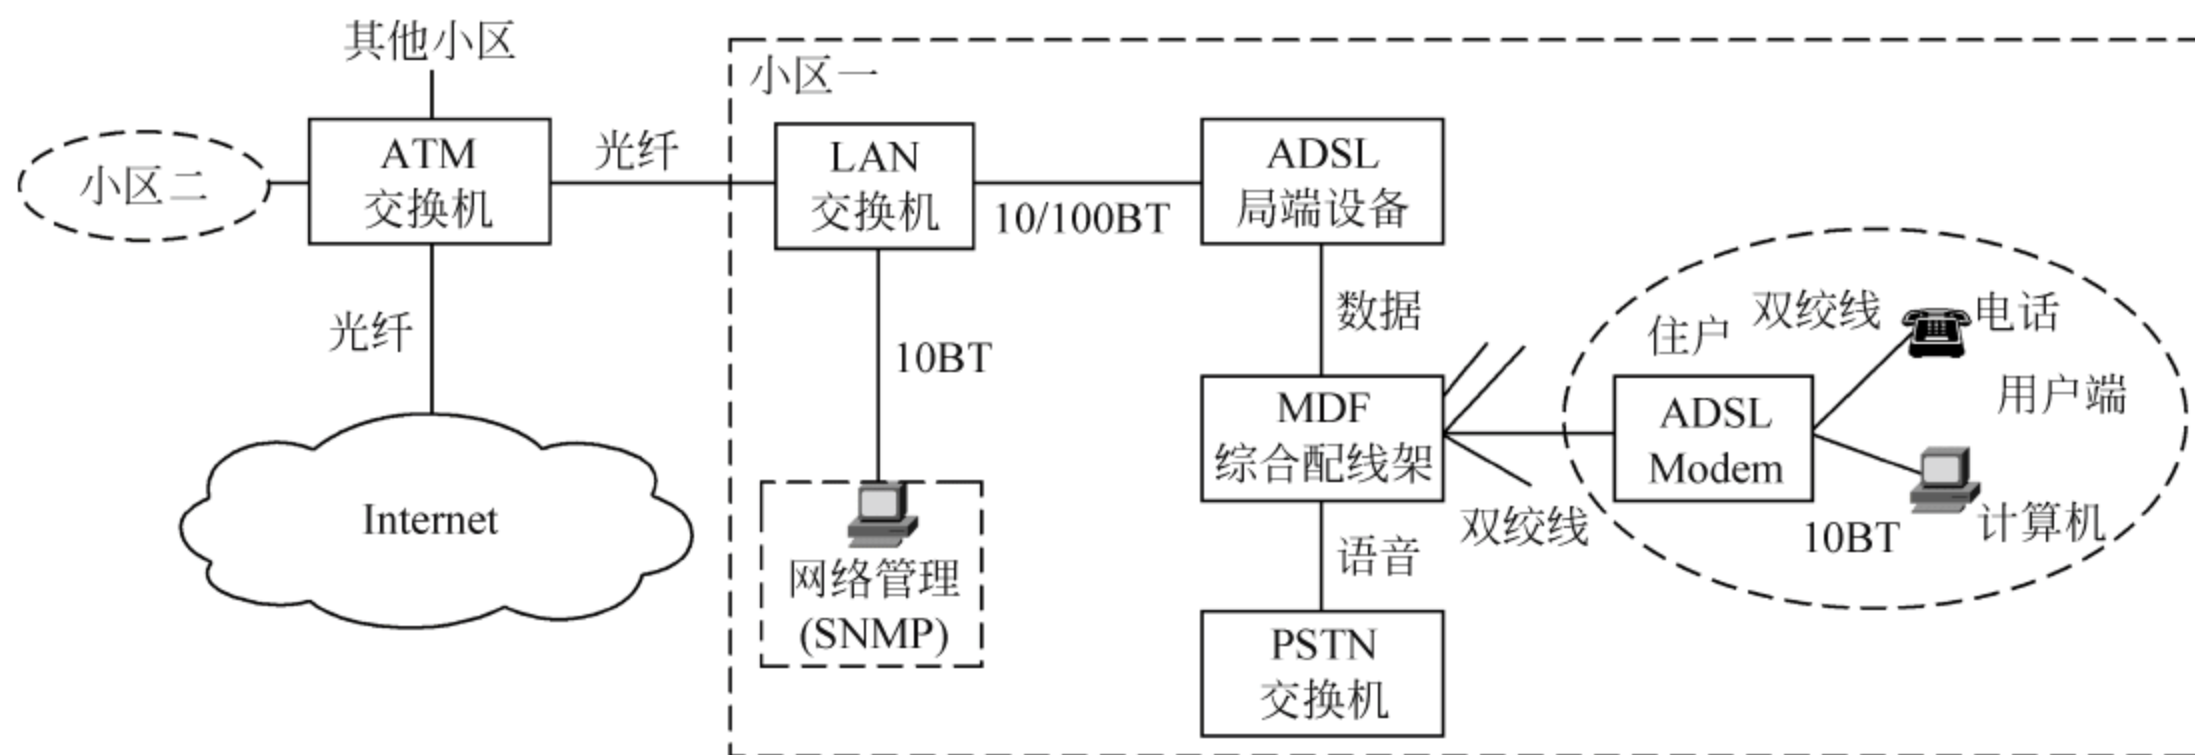 其他小区
小区一
小区二
ATM
交换机
光纤
LAN
交换机
10/100BT
ADSL
局端设备
光纤
10BT
数据
住户
双绞线
电话
用户端
MDF
综合配线架
ADSL
Modem
双绞线
10BT
计算机
Internet
网络管理
(SNMP)
语音
PSTN
交换机